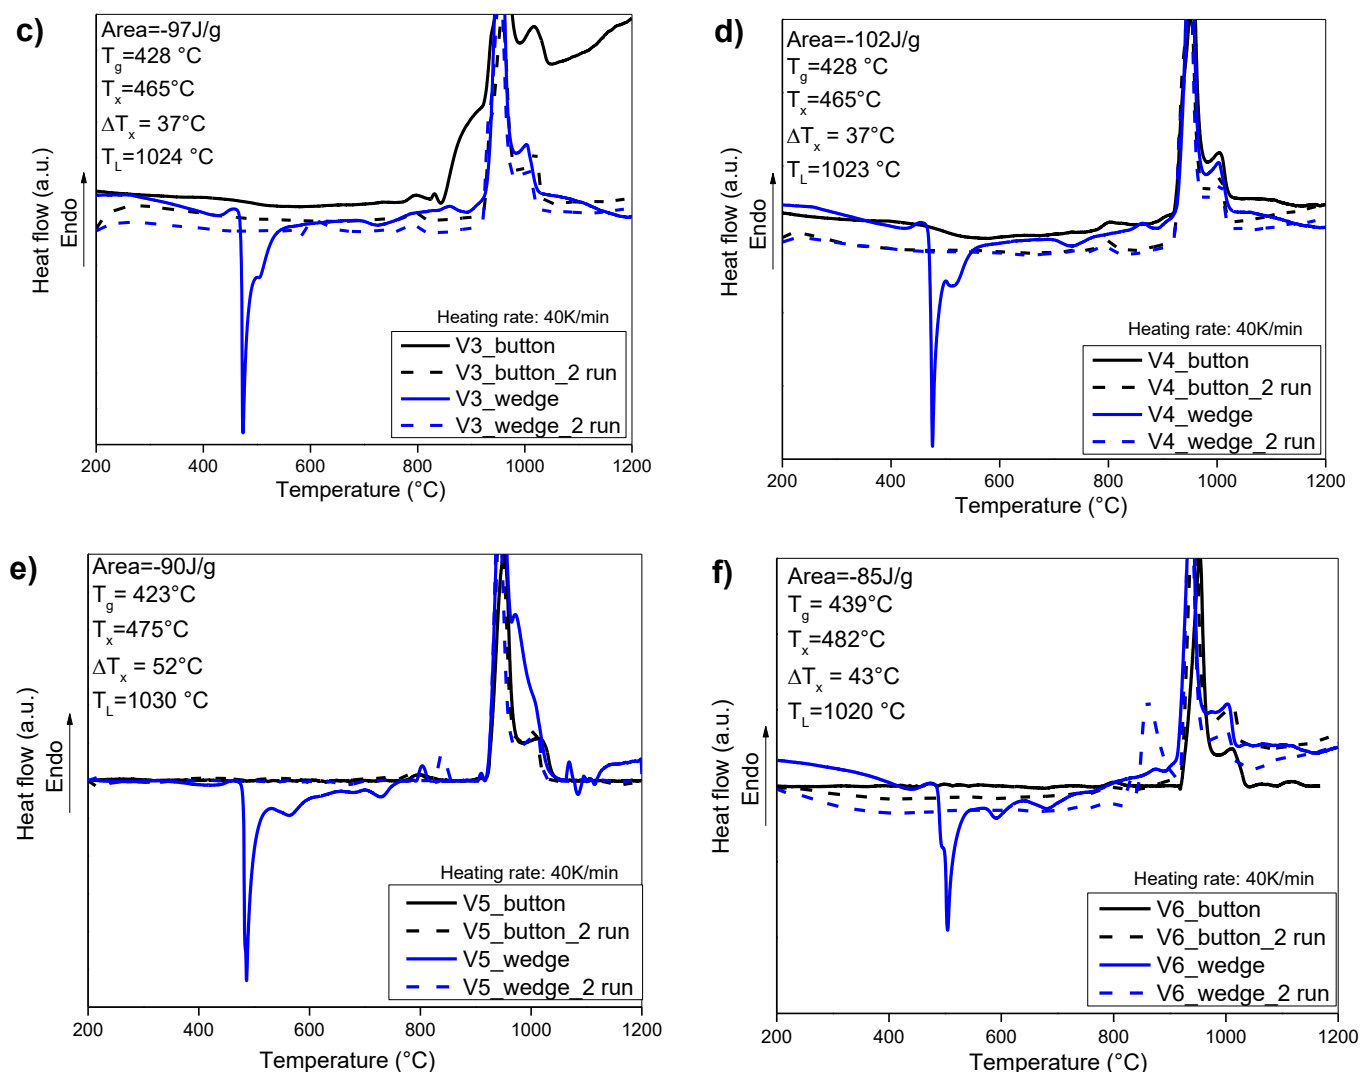 c)
Area=-97J/g
Tg=428 °C
Tx=465°C
ΔTx = 37°C
TL=1024 °C
Heat flow (a.u.)
Endo
Heating rate: 40K/min
V3_button
V3_button_2 run
V3_wedge
V3_wedge_2 run
200 400 600 800 1000 1200
Temperature (°C)
d)
Area=-102J/g
Tg=428 °C
Tx=465°C
ΔTx = 37°C
TL=1023 °C
Heat flow (a.u.)
Endo
Heating rate: 40K/min
V4_button
V4_button_2 run
V4_wedge
V4_wedge_2 run
200 400 600 800 1000 1200
Temperature (°C)
e)
Area=-90J/g
Tg= 423°C
Tx=475°C
ΔTx = 52°C
TL=1030 °C
Heat flow (a.u.)
Endo
Heating rate: 40K/min
V5_button
V5_button_2 run
V5_wedge
V5_wedge_2 run
200 400 600 800 1000 1200
Temperature (°C)
f)
Area=-85J/g
Tg= 439°C
Tx=482°C
ΔTx = 43°C
TL=1020 °C
Heat flow (a.u.)
Endo
Heating rate: 40K/min
V6_button
V6_button_2 run
V6_wedge
V6_wedge_2 run
200 400 600 800 1000 1200
Temperature (°C)